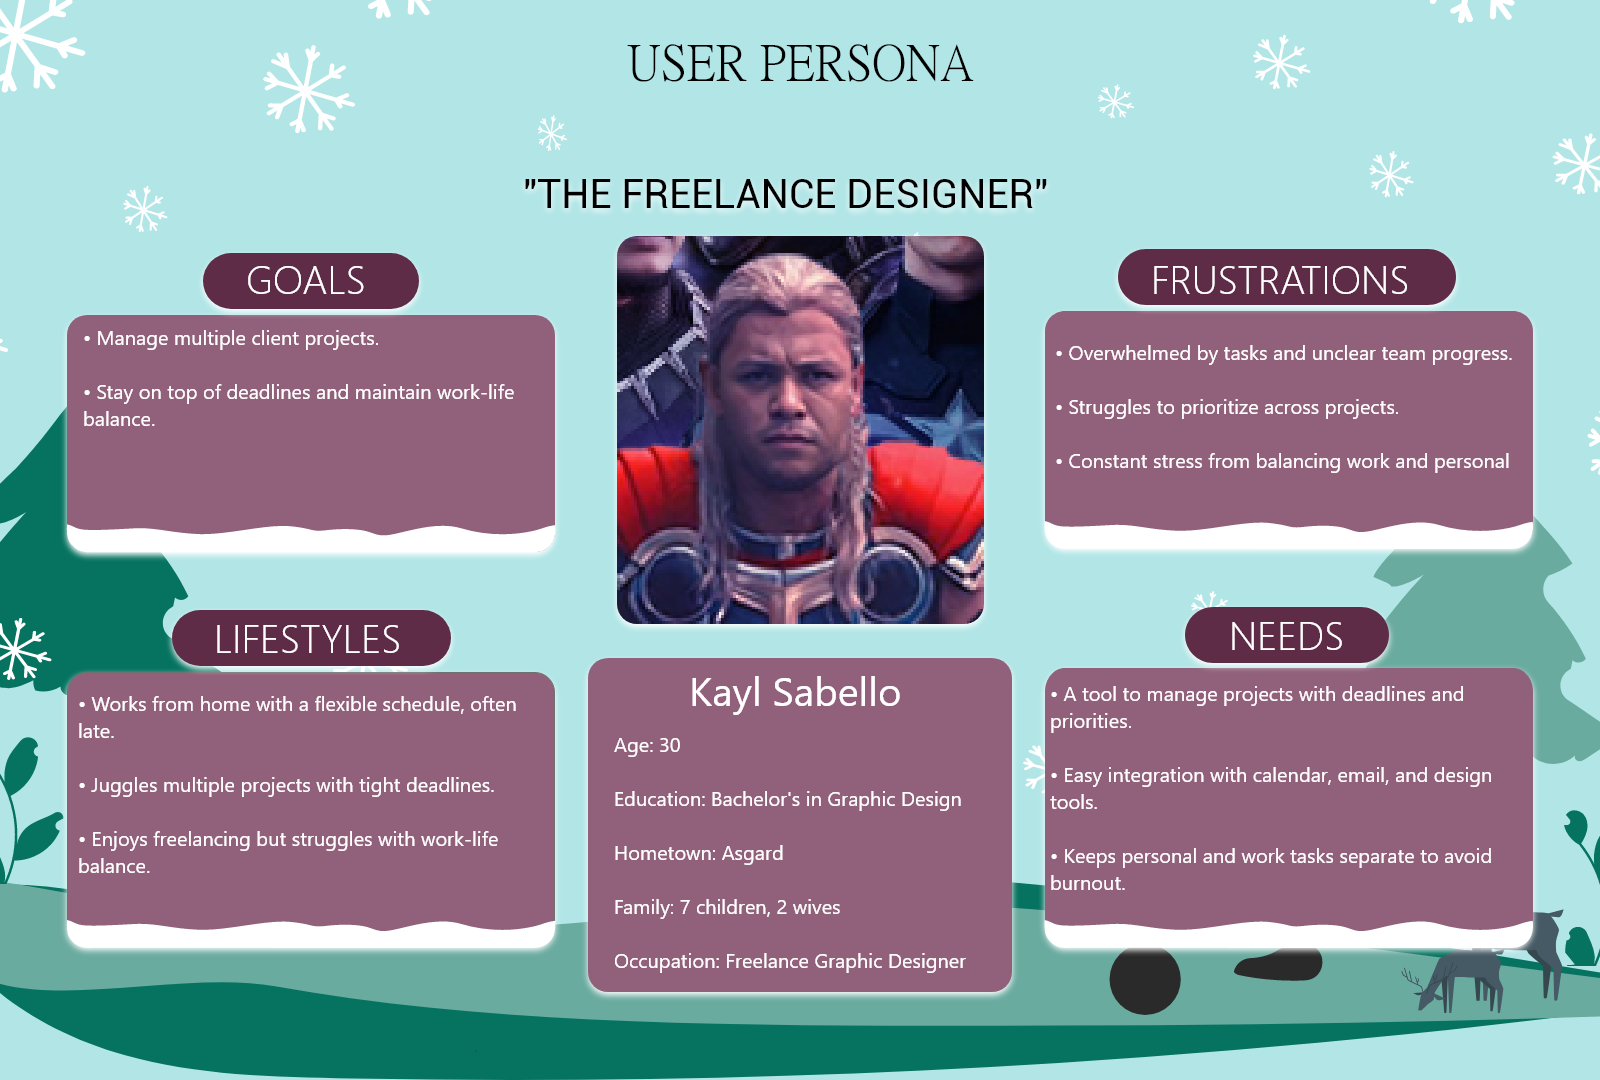 USER PERSONA
"THE FREELANCE DESIGNER"
GOALS
• Manage multiple client projects.
• Stay on top of deadlines and maintain work-life
balance.
FRUSTRATIONS
• Overwhelmed by tasks and unclear team progress.
• Struggles to prioritize across projects.
• Constant stress from balancing work and personal
LIFESTYLES
• Works from home with a flexible schedule, often
late.
• Juggles multiple projects with tight deadlines.
• Enjoys freelancing but struggles with work-life
balance.
Kayl Sabello
Age: 30
Education: Bachelor's in Graphic Design
Hometown: Asgard
Family: 7 children, 2 wives
Occupation: Freelance Graphic Designer
NEEDS
• A tool to manage projects with deadlines and
priorities.
• Easy integration with calendar, email, and design
tools.
• Keeps personal and work tasks separate to avoid
burnout.